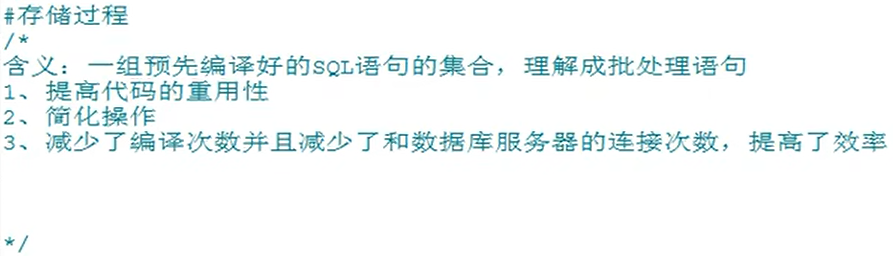 #存储过程
/*
含义：一组预先编译好的SQL语句的集合，理解成批处理语句
1、提高代码的重用性
2、简化操作
3、减少了编译次数并且减少了和数据库服务器的连接次数，提高了效率
*/